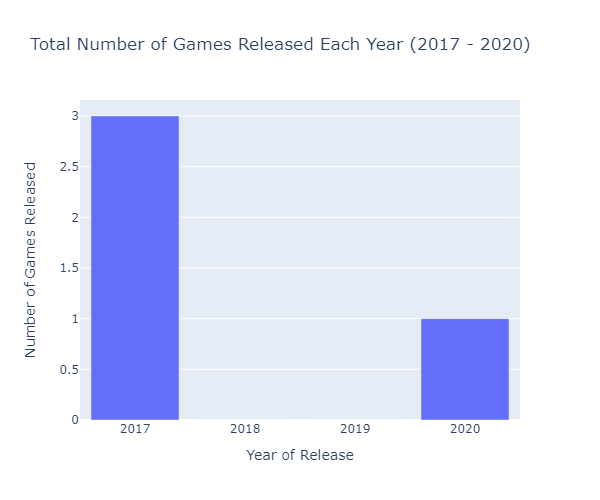 Total Number of Games Released Each Year (2017 - 2020)
3
2.5
2
1.5
1
0.5
0
Number of Games Released
2017 2018 2019 2020
Year of Release